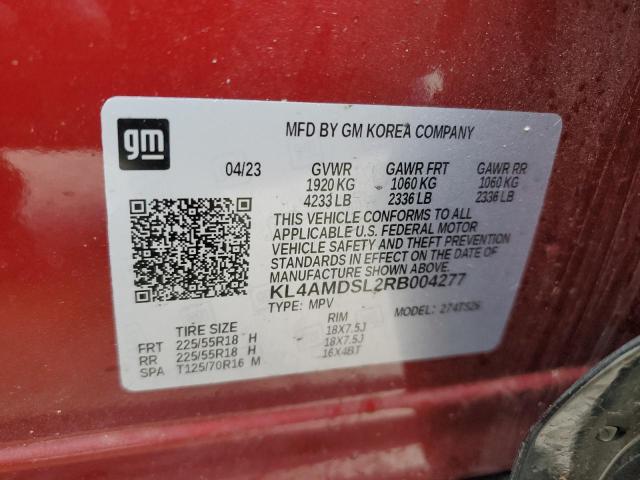 gm
MFD BY GM KOREA COMPANY
04/23 GVWR GAWR FRT GAWR RR
1920 KG 1060 KG 1060 KG
4233 LB 2336 LB 2336 LB
THIS VEHICLE CONFORMS TO ALL
APPLICABLE U.S. FEDERAL MOTOR
VEHICLE SAFETY AND THEFT PREVENTION
STANDARDS IN EFFECT ON THE DATE OF
MANUFACTURE SHOWN ABOVE.
KL4AMDSL2RB004277
TYPE: MPV MODEL: 274TS26
TIRE SIZE RIM
FRT 225/55R18 H 18X7.5J
RR 225/55R18 H 18X7.5J
SPA T125/70R16 M 16X4BT